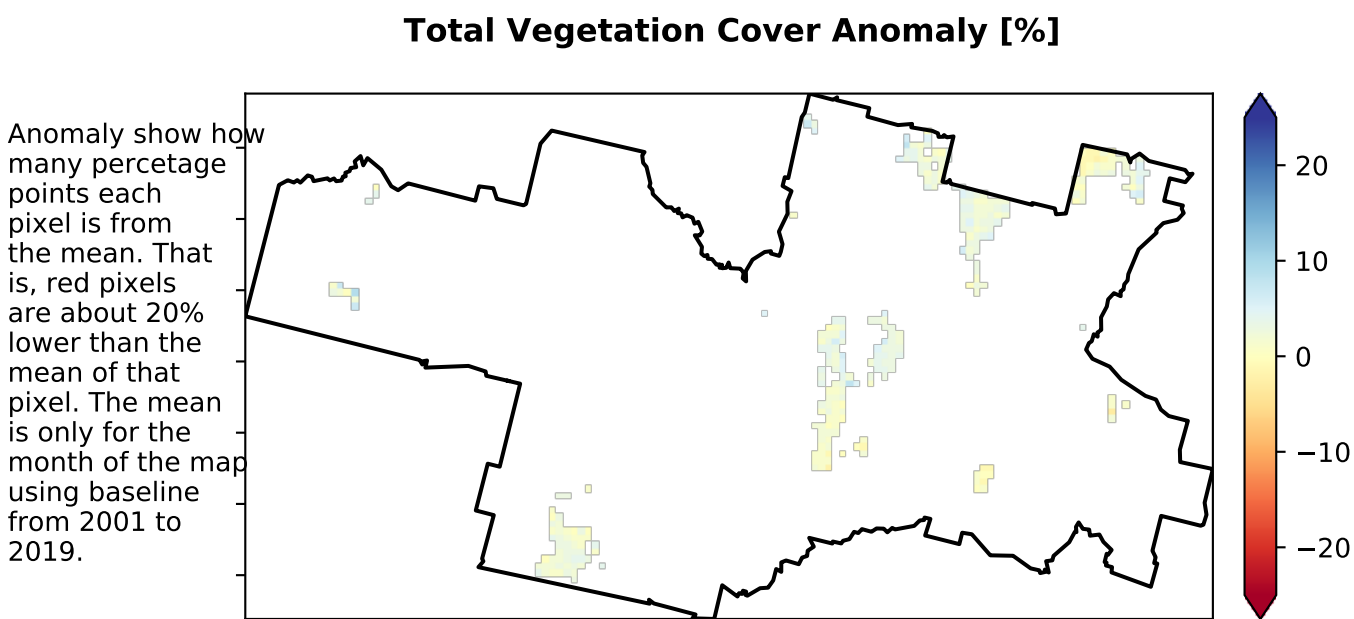 Total Vegetation Cover Anomaly [%]
Anomaly show how
many percetage
points each
pixel is from
the mean. That
is, red pixels
are about 20%
lower than the
mean of that
pixel. The mean
is only for the
month of the map
using baseline
from 2001 to
2019.
20
10
0
−10
−20